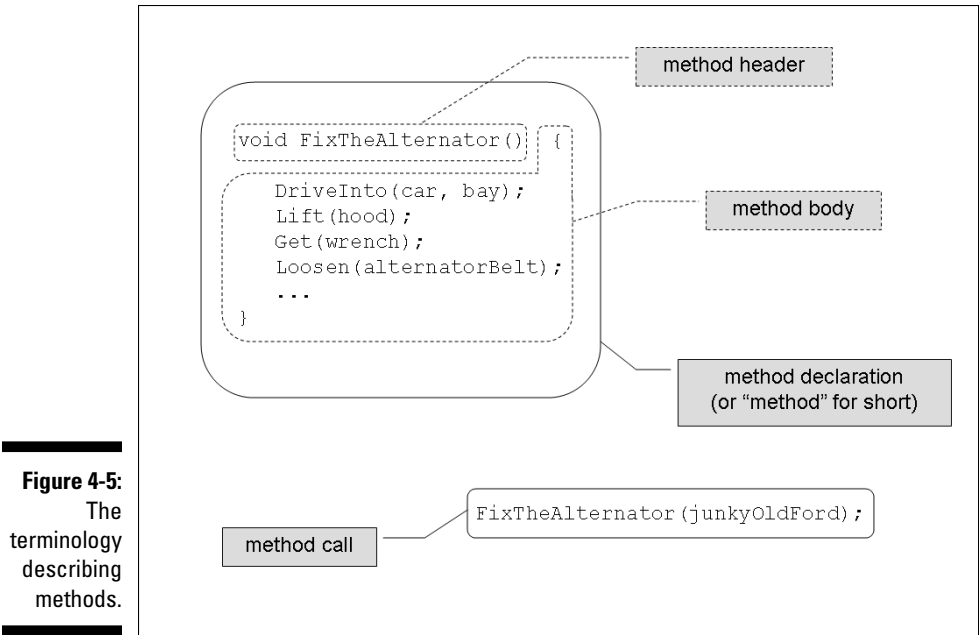 method header
void FixTheAlternator() {
DriveInto(car, bay);
Lift(hood);
Get(wrench);
Loosen(alternatorBelt);
...
}
method body
method declaration
(or “method” for short)
FixTheAlternator(junkyOldFord);
method call
Figure 4-5:
The
terminology
describing
methods.